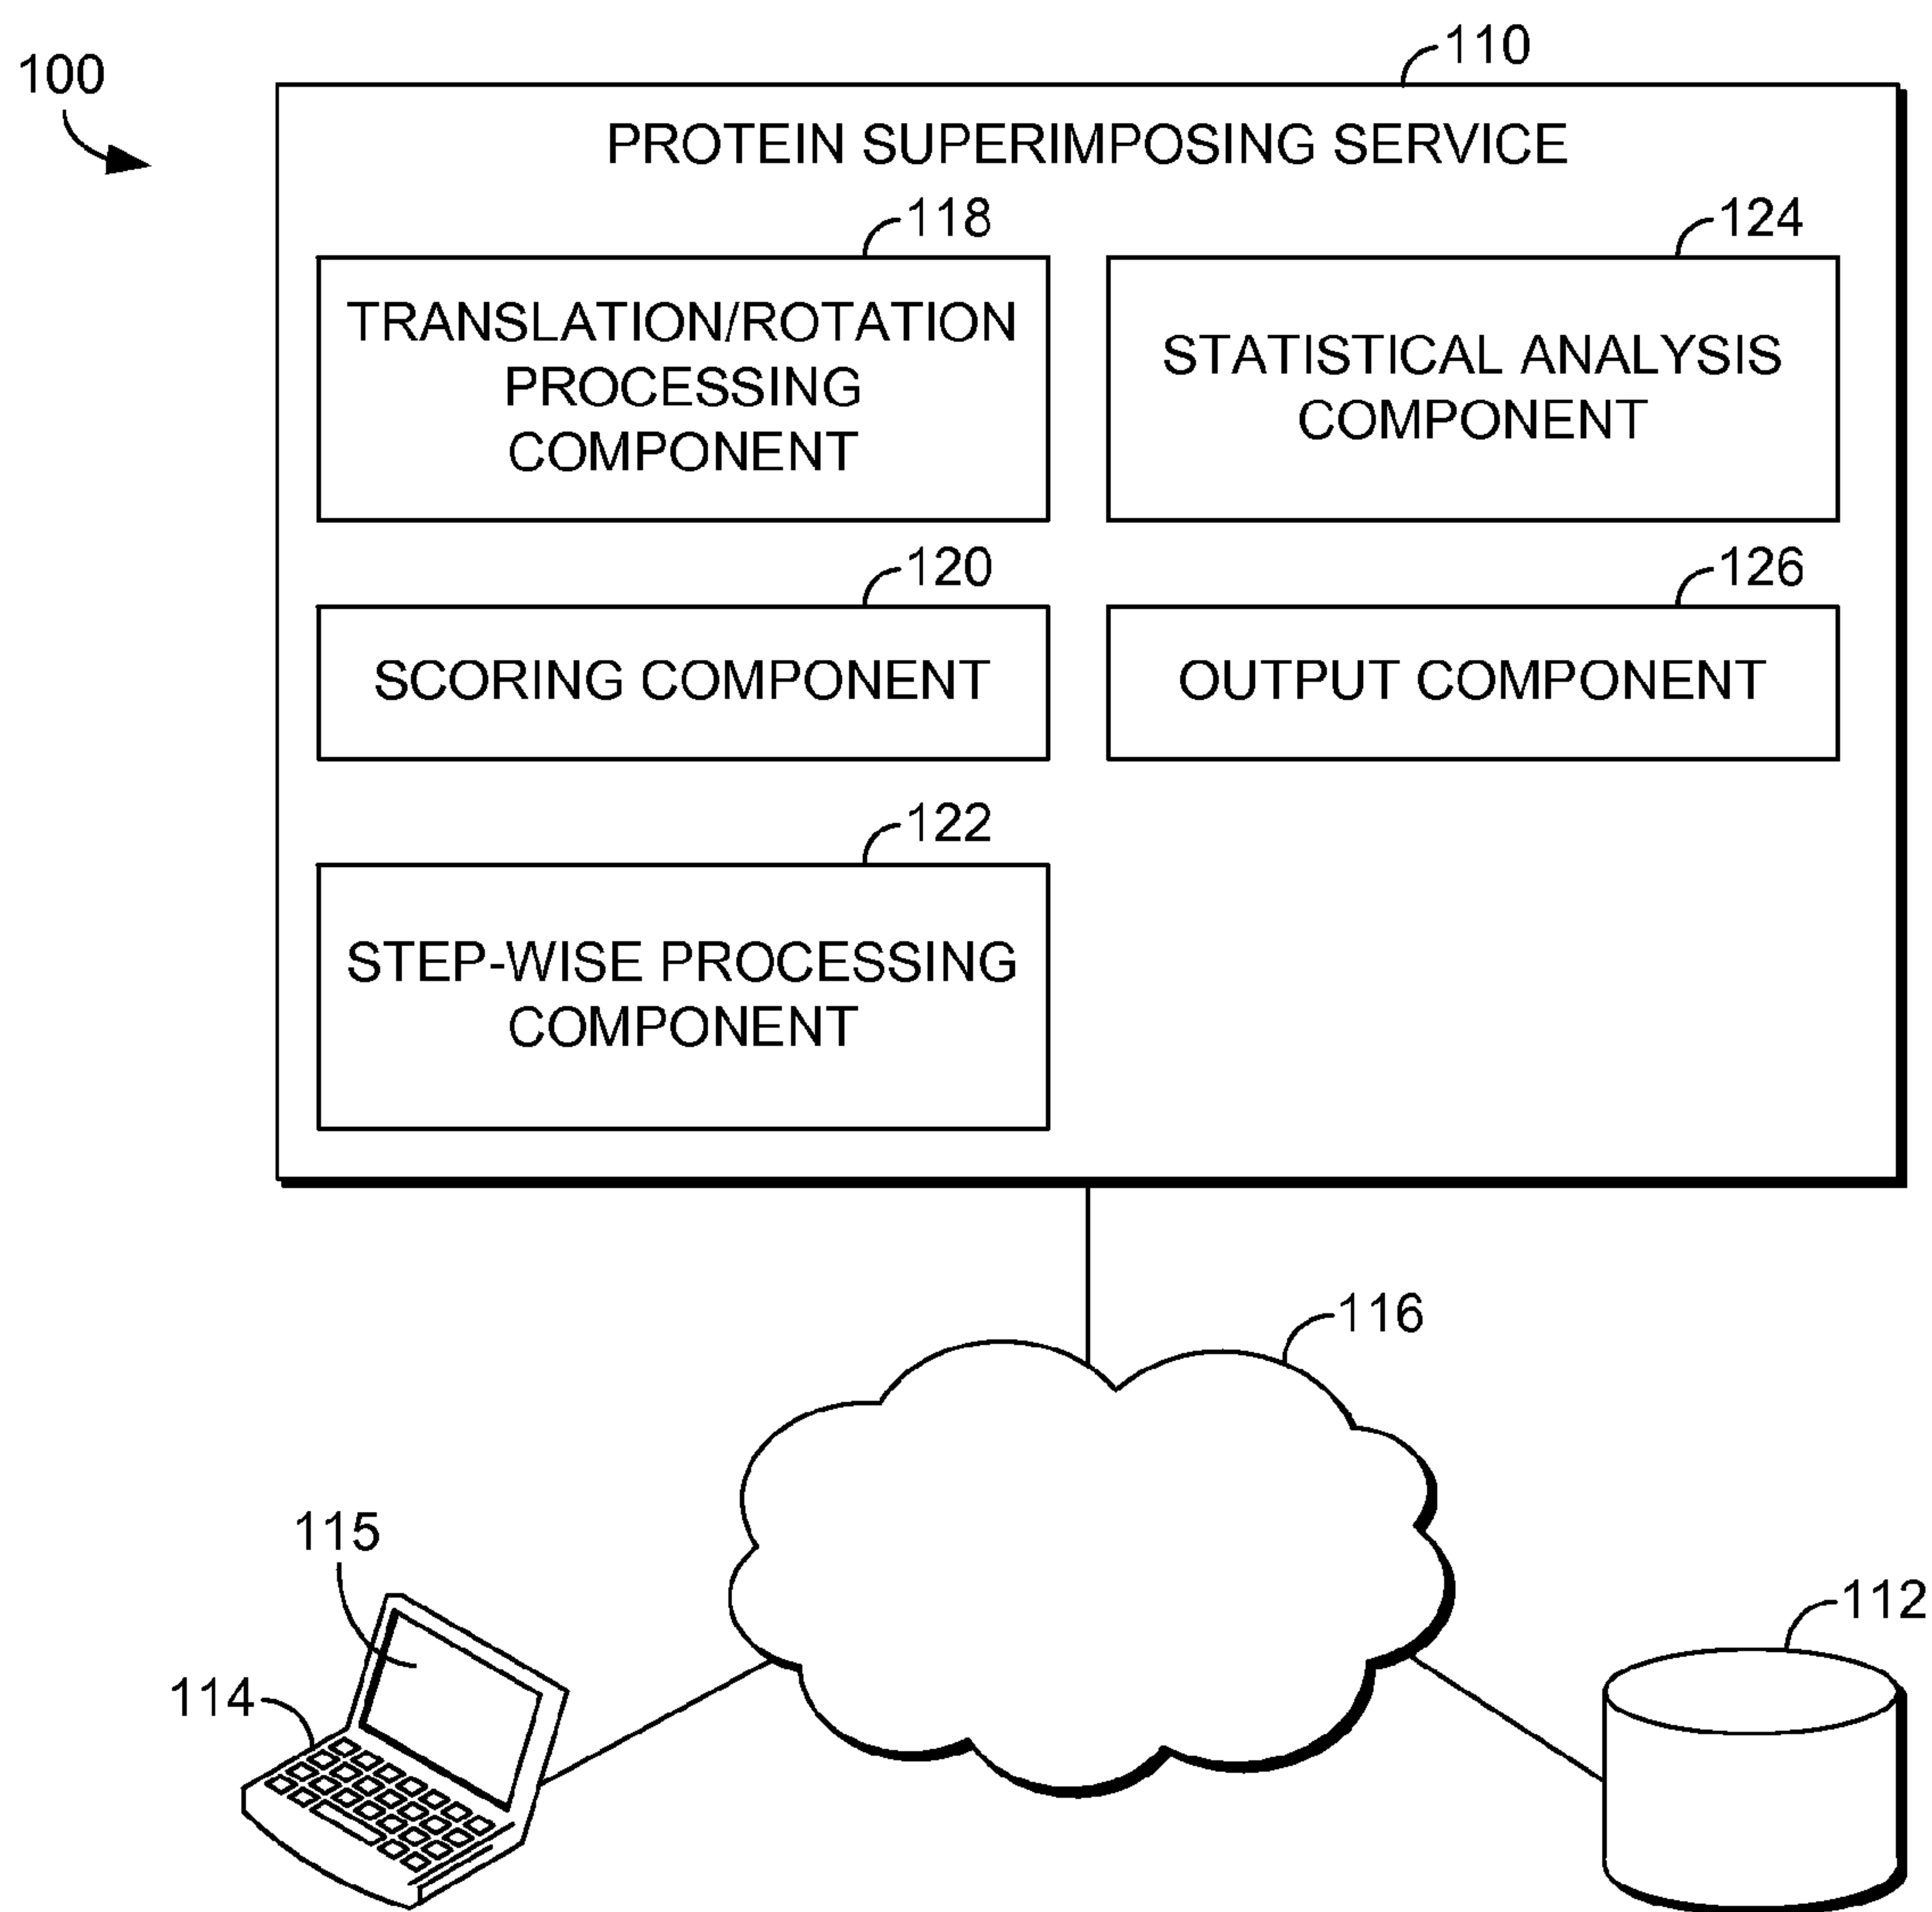 100
110
PROTEIN SUPERIMPOSING SERVICE
118
TRANSLATION/ROTATION
PROCESSING
COMPONENT
124
STATISTICAL ANALYSIS
COMPONENT
120
SCORING COMPONENT
126
OUTPUT COMPONENT
122
STEP-WISE PROCESSING
COMPONENT
116
115
114
112